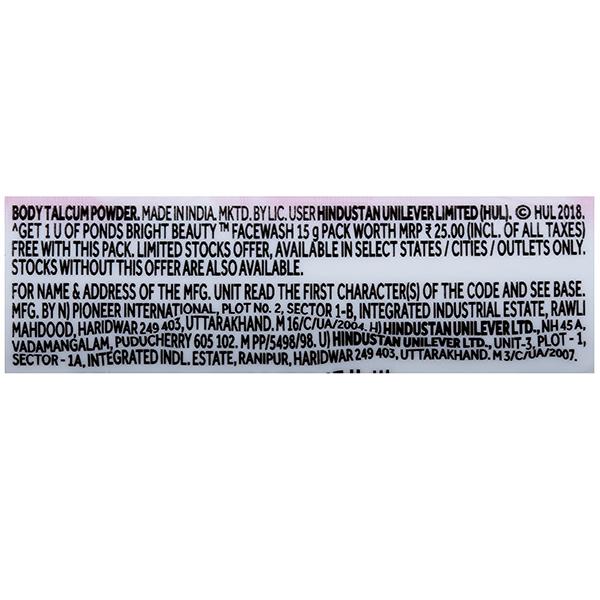 BODY TALCUM POWDER. MADE IN INDIA. MKTD. BY LIC. USER HINDUSTAN UNILEVER LIMITED (HUL). © HUL 2018.
^GET 1 U OF PONDS BRIGHT BEAUTY™ FACEWASH 15 g PACK WORTH MRP ₹ 25.00 (INCL. OF ALL TAXES)
FREE WITH THIS PACK. LIMITED STOCKS OFFER, AVAILABLE IN SELECT STATES / CITIES / OUTLETS ONLY.
STOCKS WITHOUT THIS OFFER ARE ALSO AVAILABLE.
FOR NAME & ADDRESS OF THE MFG. UNIT READ THE FIRST CHARACTER(S) OF THE CODE AND SEE BASE.
MFG. BY N) PIONEER INTERNATIONAL, PLOT NO. 2, SECTOR 1-B, INTEGRATED INDUSTRIAL ESTATE, RAWLI
MAHDOOD, HARIDWAR 249 403, UTTARAKHAND. M 16/C/UA/2004. H) HINDUSTAN UNILEVER LTD., NH 45 A,
VADAMANGALAM, PUDUCHERRY 605 102. M PP/5498/98. U) HINDUSTAN UNILEVER LTD., UNIT-3, PLOT - 1,
SECTOR - 1A, INTEGRATED INDL. ESTATE, RANIPUR, HARIDWAR 249 403, UTTARAKHAND. M 3/C/UA/2007.